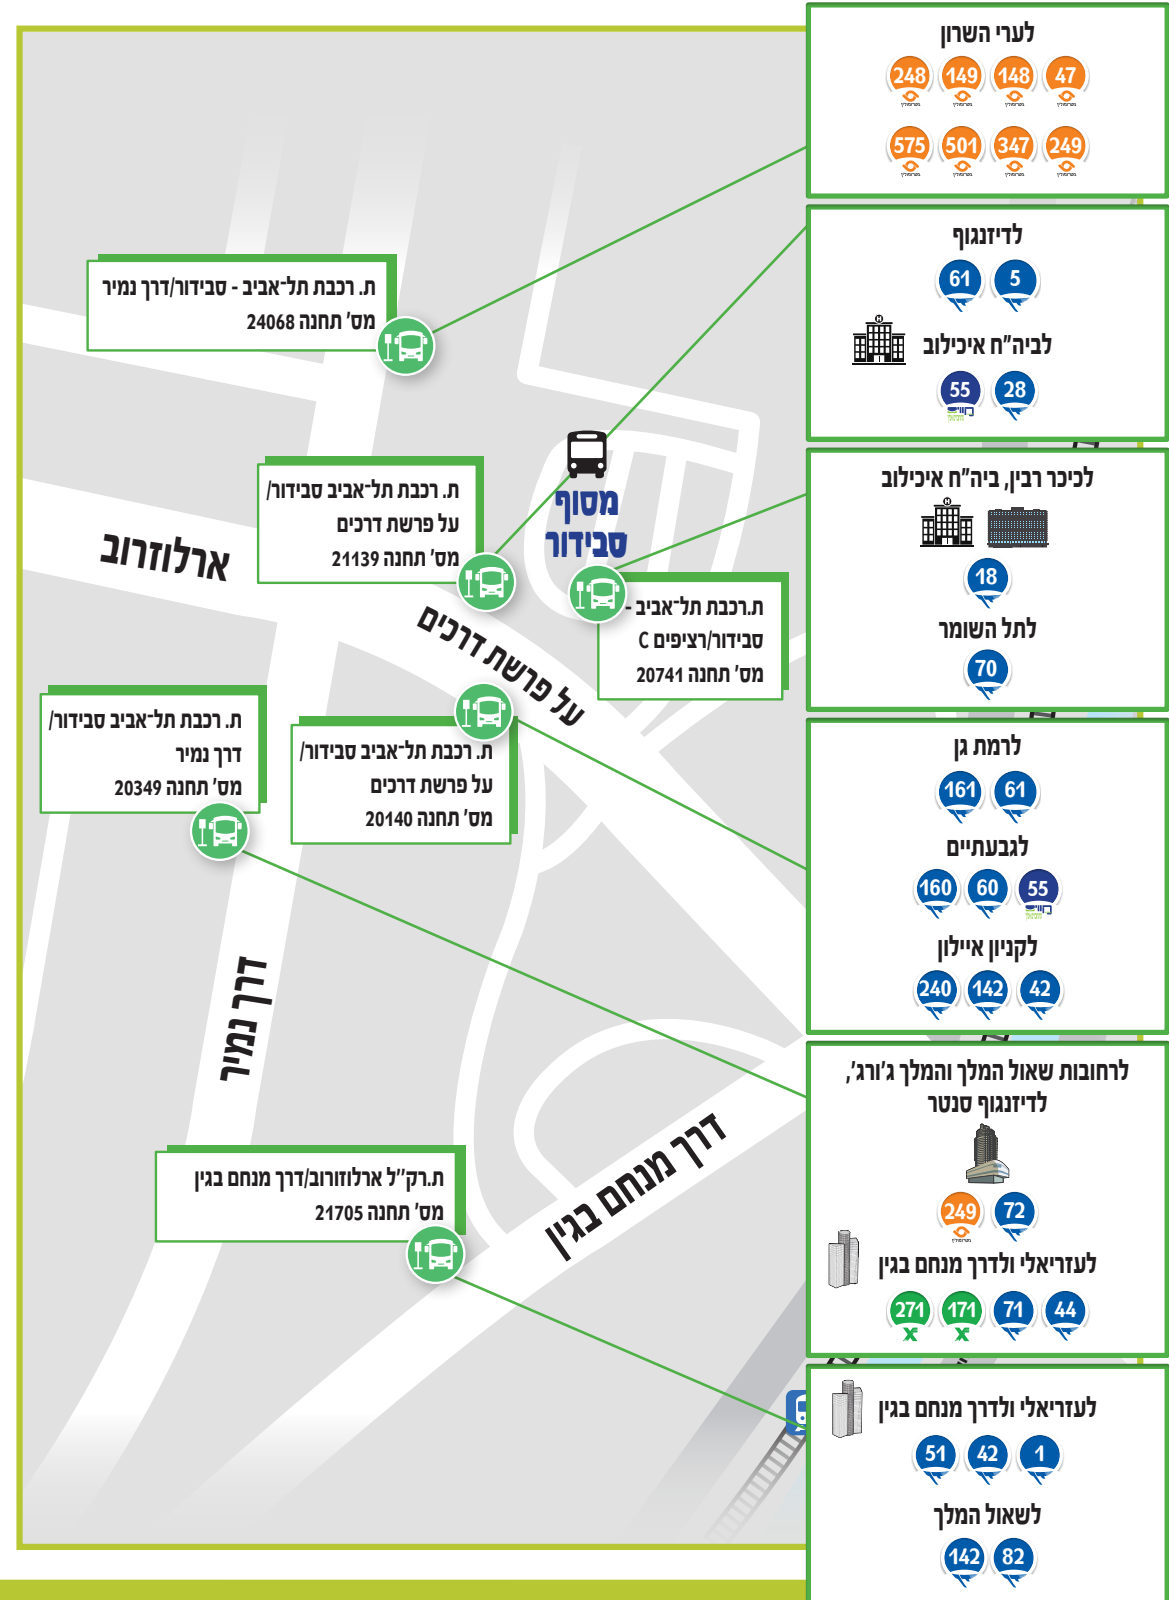 לערי השרון
47 148 149 248
249 347 501 575
לדיזנגוף
5 61
לביה"ח איכילוב
28 55
לכיכר רבין, ביה"ח איכילוב
18
לתל השומר
70
לרמת גן
61 161
לגבעתיים
55 60 160
לקניון איילון
42 142 240
לרחובות שאול המלך והמלך ג'ורג',
לדיזנגוף סנטר
72 249
לעזריאלי ולדרך מנחם בגין
44 71 171 271
לעזריאלי ולדרך מנחם בגין
1 42 51
לשאול המלך
82 142
ת. רכבת תל־אביב - סבידור/דרך נמיר
מס' תחנה 24068
מסוף
סבידור
ת. רכבת תל־אביב סבידור/
על פרשת דרכים
מס' תחנה 21139
ארלוזרוב
ת.רכבת תל־אביב -
סבידור/רציפים C
מס' תחנה 20741
על פרשת דרכים
ת. רכבת תל־אביב סבידור/
דרך נמיר
מס' תחנה 20349
ת. רכבת תל־אביב סבידור/
על פרשת דרכים
מס' תחנה 20140
דרך נמיר
דרך מנחם בגין
ת.רק"ל ארלוזורוב/דרך מנחם בגין
מס' תחנה 21705